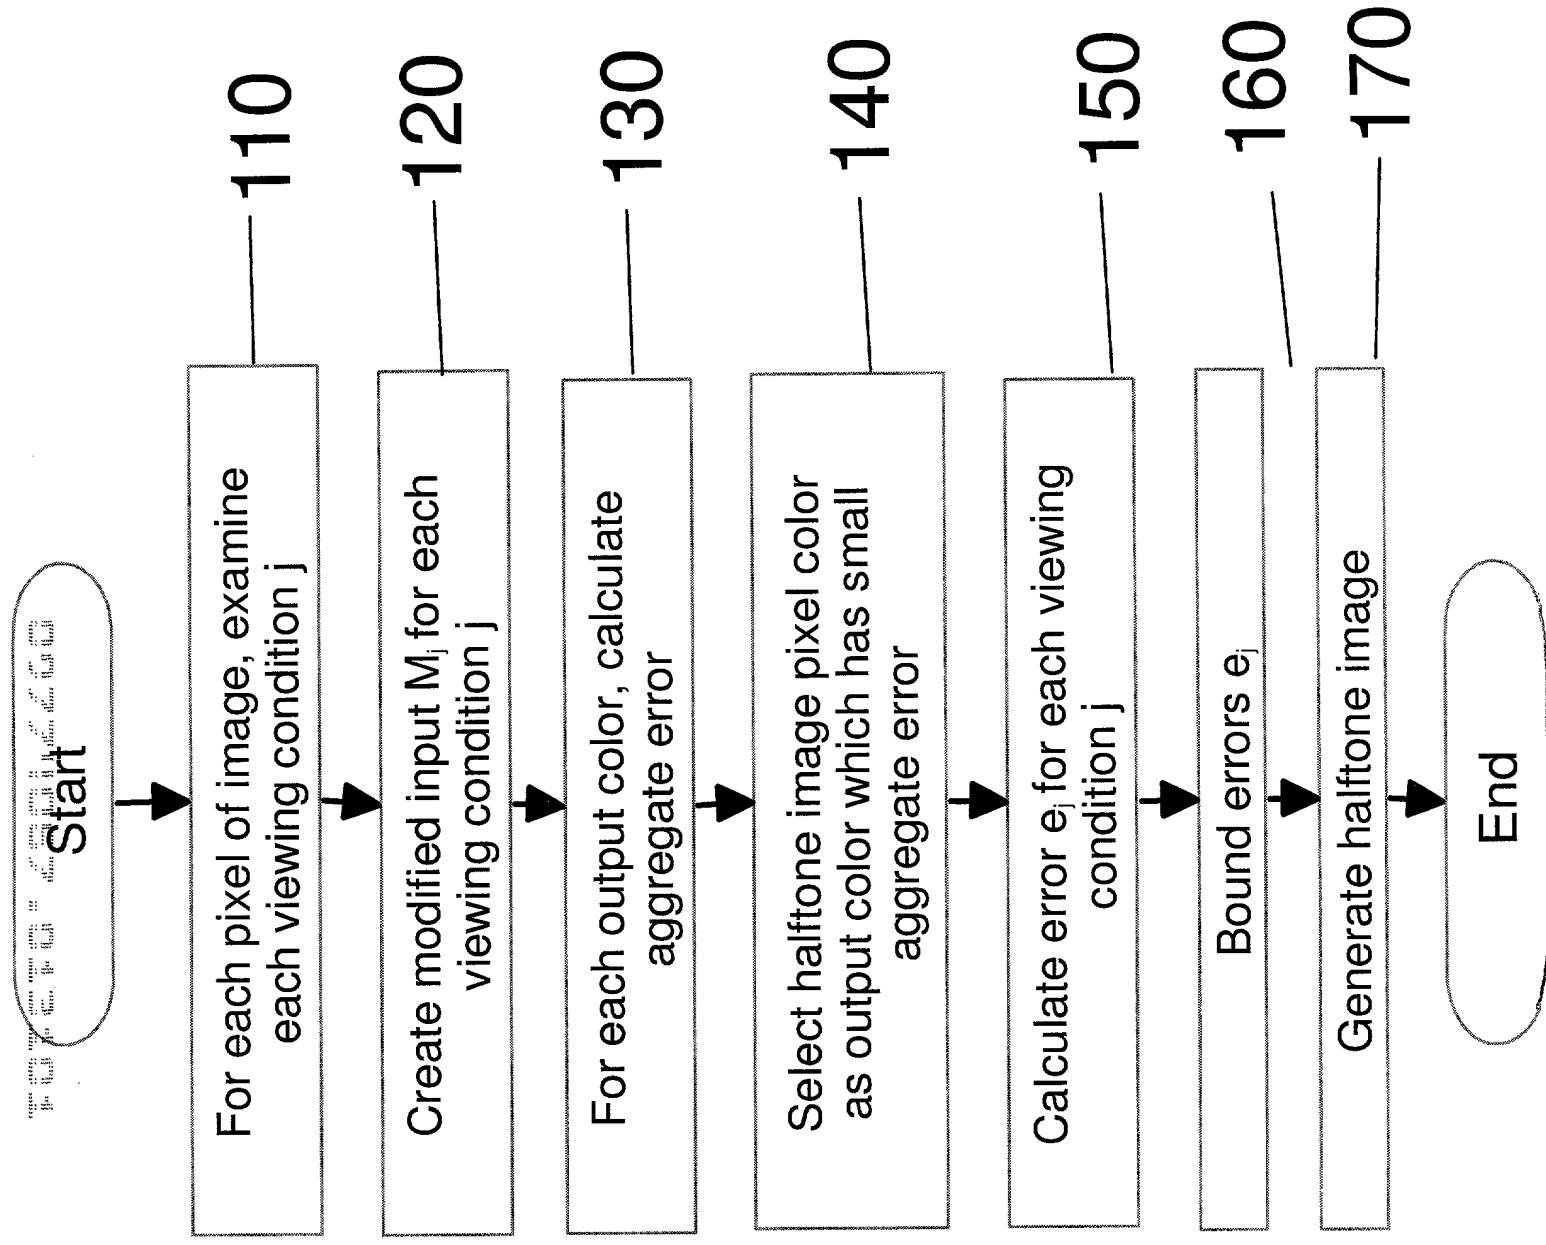 Start
For each pixel of image, examine
each viewing condition j
110
Create modified input Mj for each
viewing condition j
120
For each output color, calculate
aggregate error
130
Select halftone image pixel color
as output color which has small
aggregate error
140
Calculate error ej for each viewing
condition j
150
Bound errors ej
160
Generate halftone image
170
End